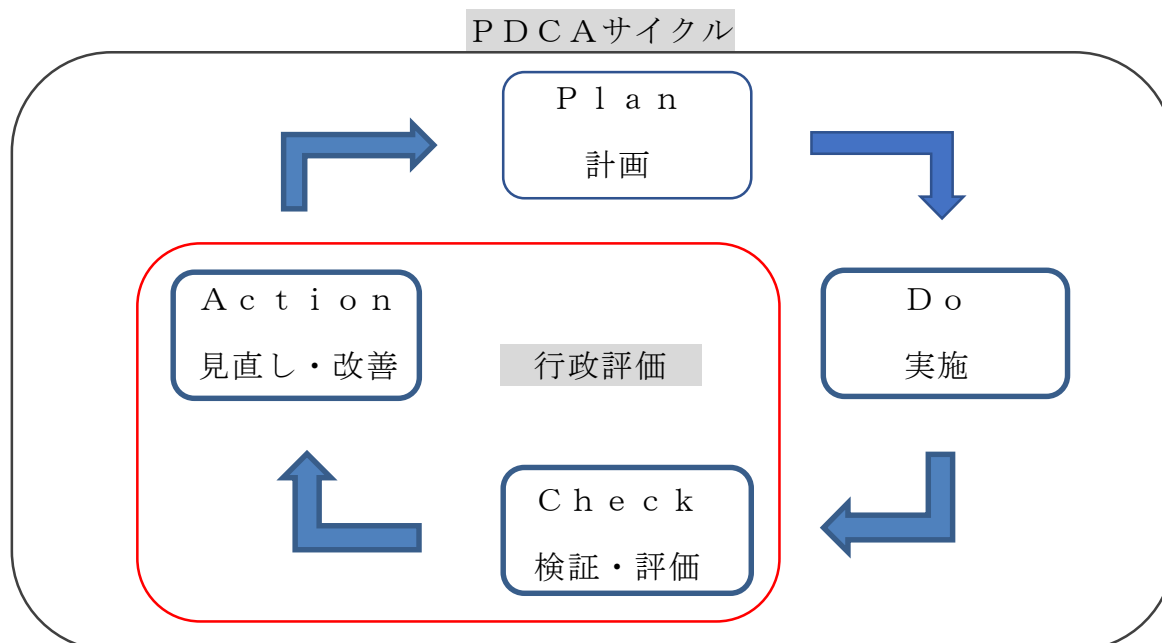 ＰＤＣＡサイクル
Ｐｌａｎ
計画
Ａｃｔｉｏｎ
見直し・改善
行政評価
Ｄｏ
実施
Ｃｈｅｃｋ
検証・評価